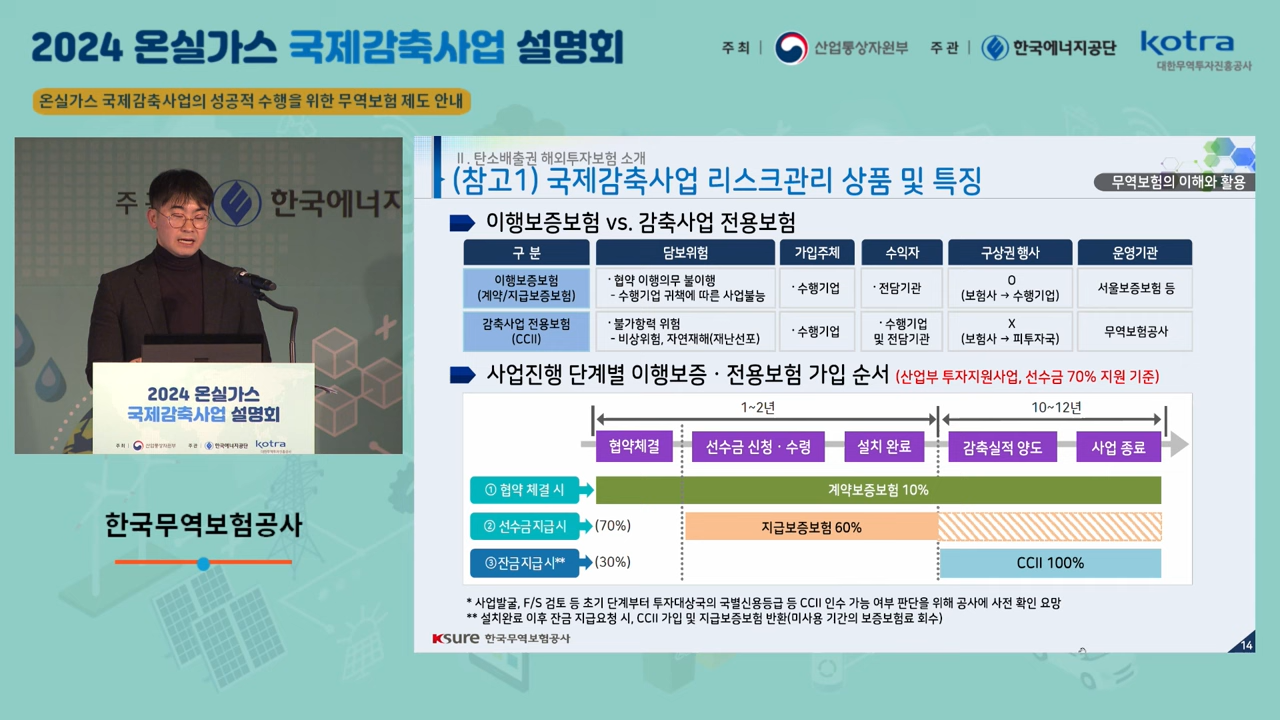 2024 온실가스 국제감축사업 설명회
주 최 | 산업통상자원부 주 관 | 한국에너지공단 kotra
대한무역투자진흥공사
온실가스 국제감축사업의 성공적 수행을 위한 무역보험 제도 안내
한국에너지
2024 온실가스
국제감축사업 설명회
주 최 | 산업통상자원부 주 관 | 한국에너지공단 kotra
한국무역보험공사
Ⅱ. 탄소배출권 해외투자보험 소개
(참고1) 국제감축사업 리스크관리 상품 및 특징
무역보험의 이해와 활용
이행보증보험 vs. 감축사업 전용보험
구 분 담보위험 가입주체 수익자 구상권 행사 운영기관
이행보증보험 (계약/지급보증보험) · 협약 이행의무 불이행 - 수행기업 귀책에 따른 사업불능 · 수행기업 · 전담기관 O (보험사 → 수행기업) 서울보증보험 등
감축사업 전용보험 (CCII) · 불가항력 위험 - 비상위험, 자연재해(재난선포) · 수행기업 · 수행기업 및 전담기관 X (보험사 → 피투자국) 무역보험공사
사업진행 단계별 이행보증 · 전용보험 가입 순서 (산업부 투자지원사업, 선수금 70% 지원 기준)
1~2년 10~12년
협약체결 선수금 신청 · 수령 설치 완료 감축실적 양도 사업 종료
① 협약 체결 시 계약보증보험 10%
② 선수금지급시 (70%) 지급보증보험 60%
③잔금지급시** (30%) CCII 100%
* 사업발굴, F/S 검토 등 초기 단계부터 투자대상국의 국별신용등급 등 CCII 인수 가능 여부 판단을 위해 공사에 사전 확인 요망
** 설치완료 이후 잔금 지급요청 시, CCII 가입 및 지급보증보험 반환(미사용 기간의 보증보험료 회수)
Ksure 한국무역보험공사
14